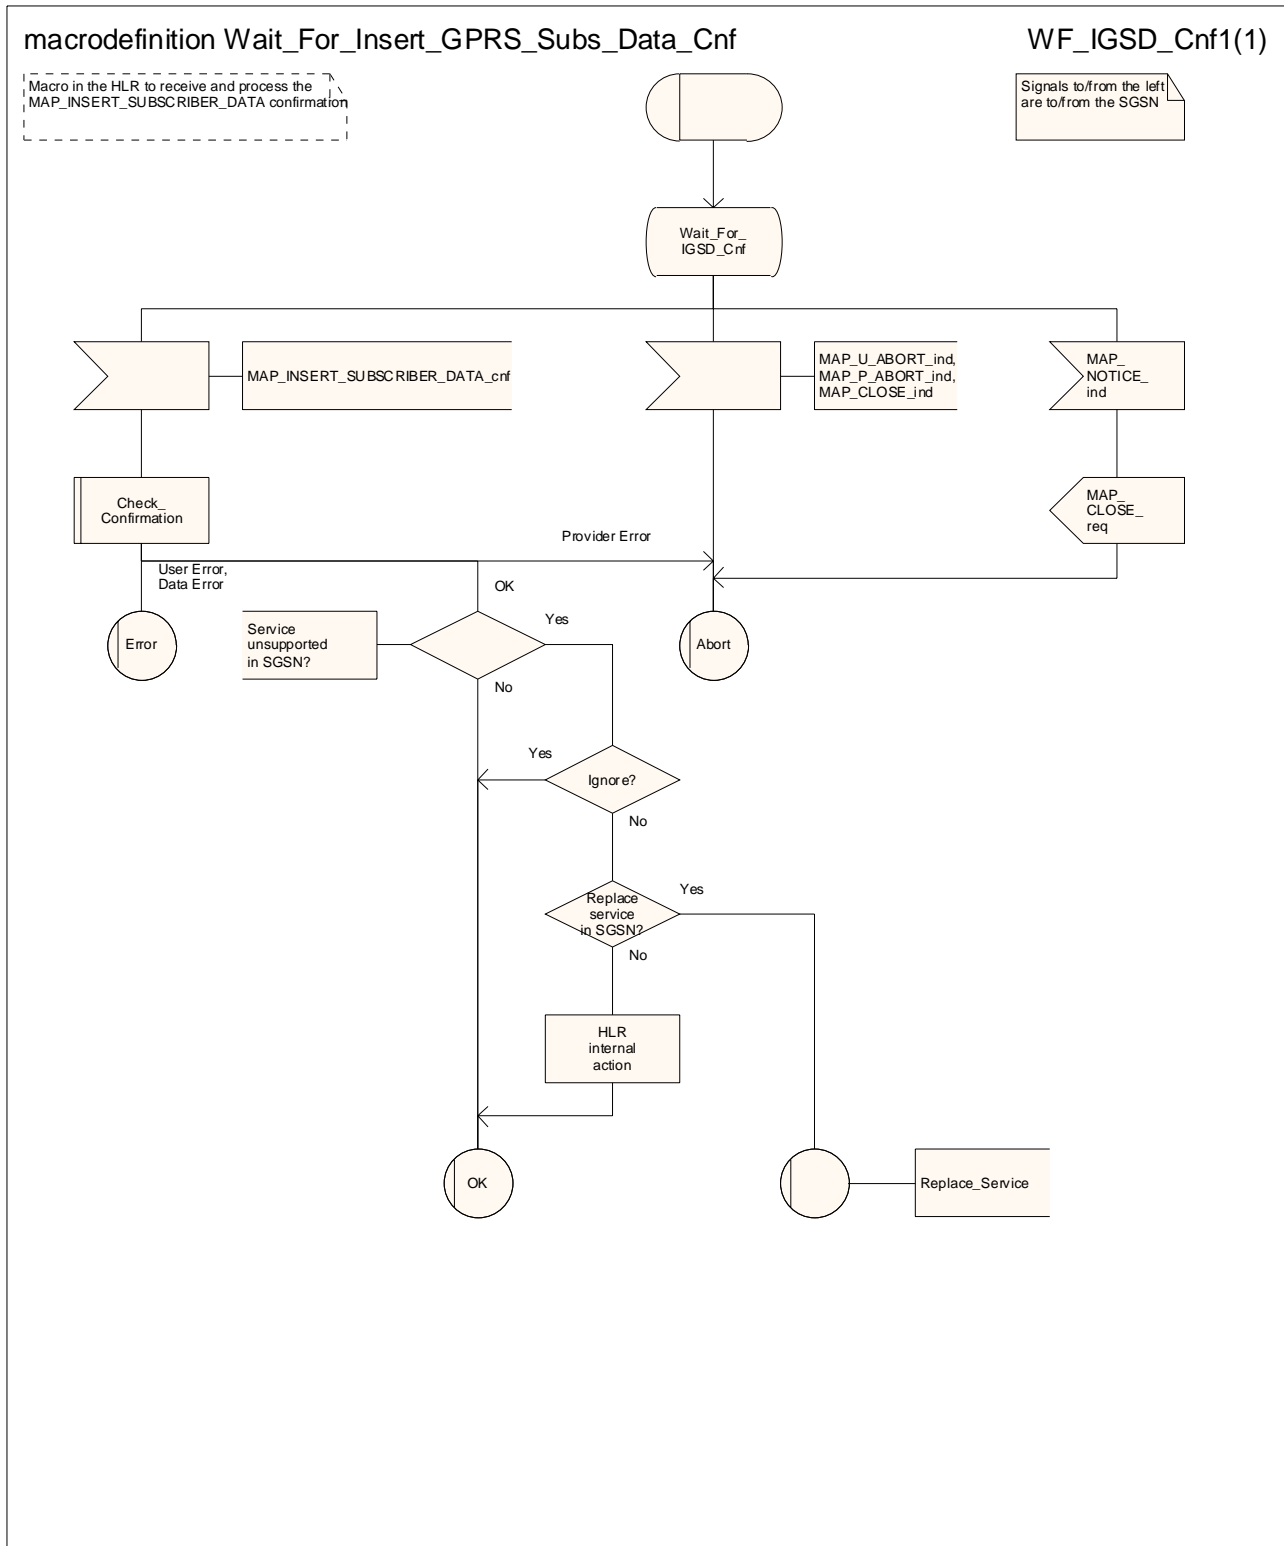 macrodefinition Wait_For_Insert_GPRS_Subs_Data_Cnf
WF_IGSD_Cnf1(1)
Macro in the HLR to receive and process the
MAP_INSERT_SUBSCRIBER_DATA confirmation
Signals to/from the left
are to/from the SGSN
Wait_For_
IGSD_Cnf
MAP_INSERT_SUBSCRIBER_DATA_cnf
MAP_U_ABORT_ind,
MAP_P_ABORT_ind,
MAP_CLOSE_ind
MAP_
NOTICE_
ind
Check_
Confirmation
MAP_
CLOSE_
req
Provider Error
User Error,
Data Error
OK
Error
Service
unsupported
in SGSN?
Yes
No
Abort
Yes
Ignore?
No
Replace
service
in SGSN?
Yes
No
HLR
internal
action
OK
Replace_Service